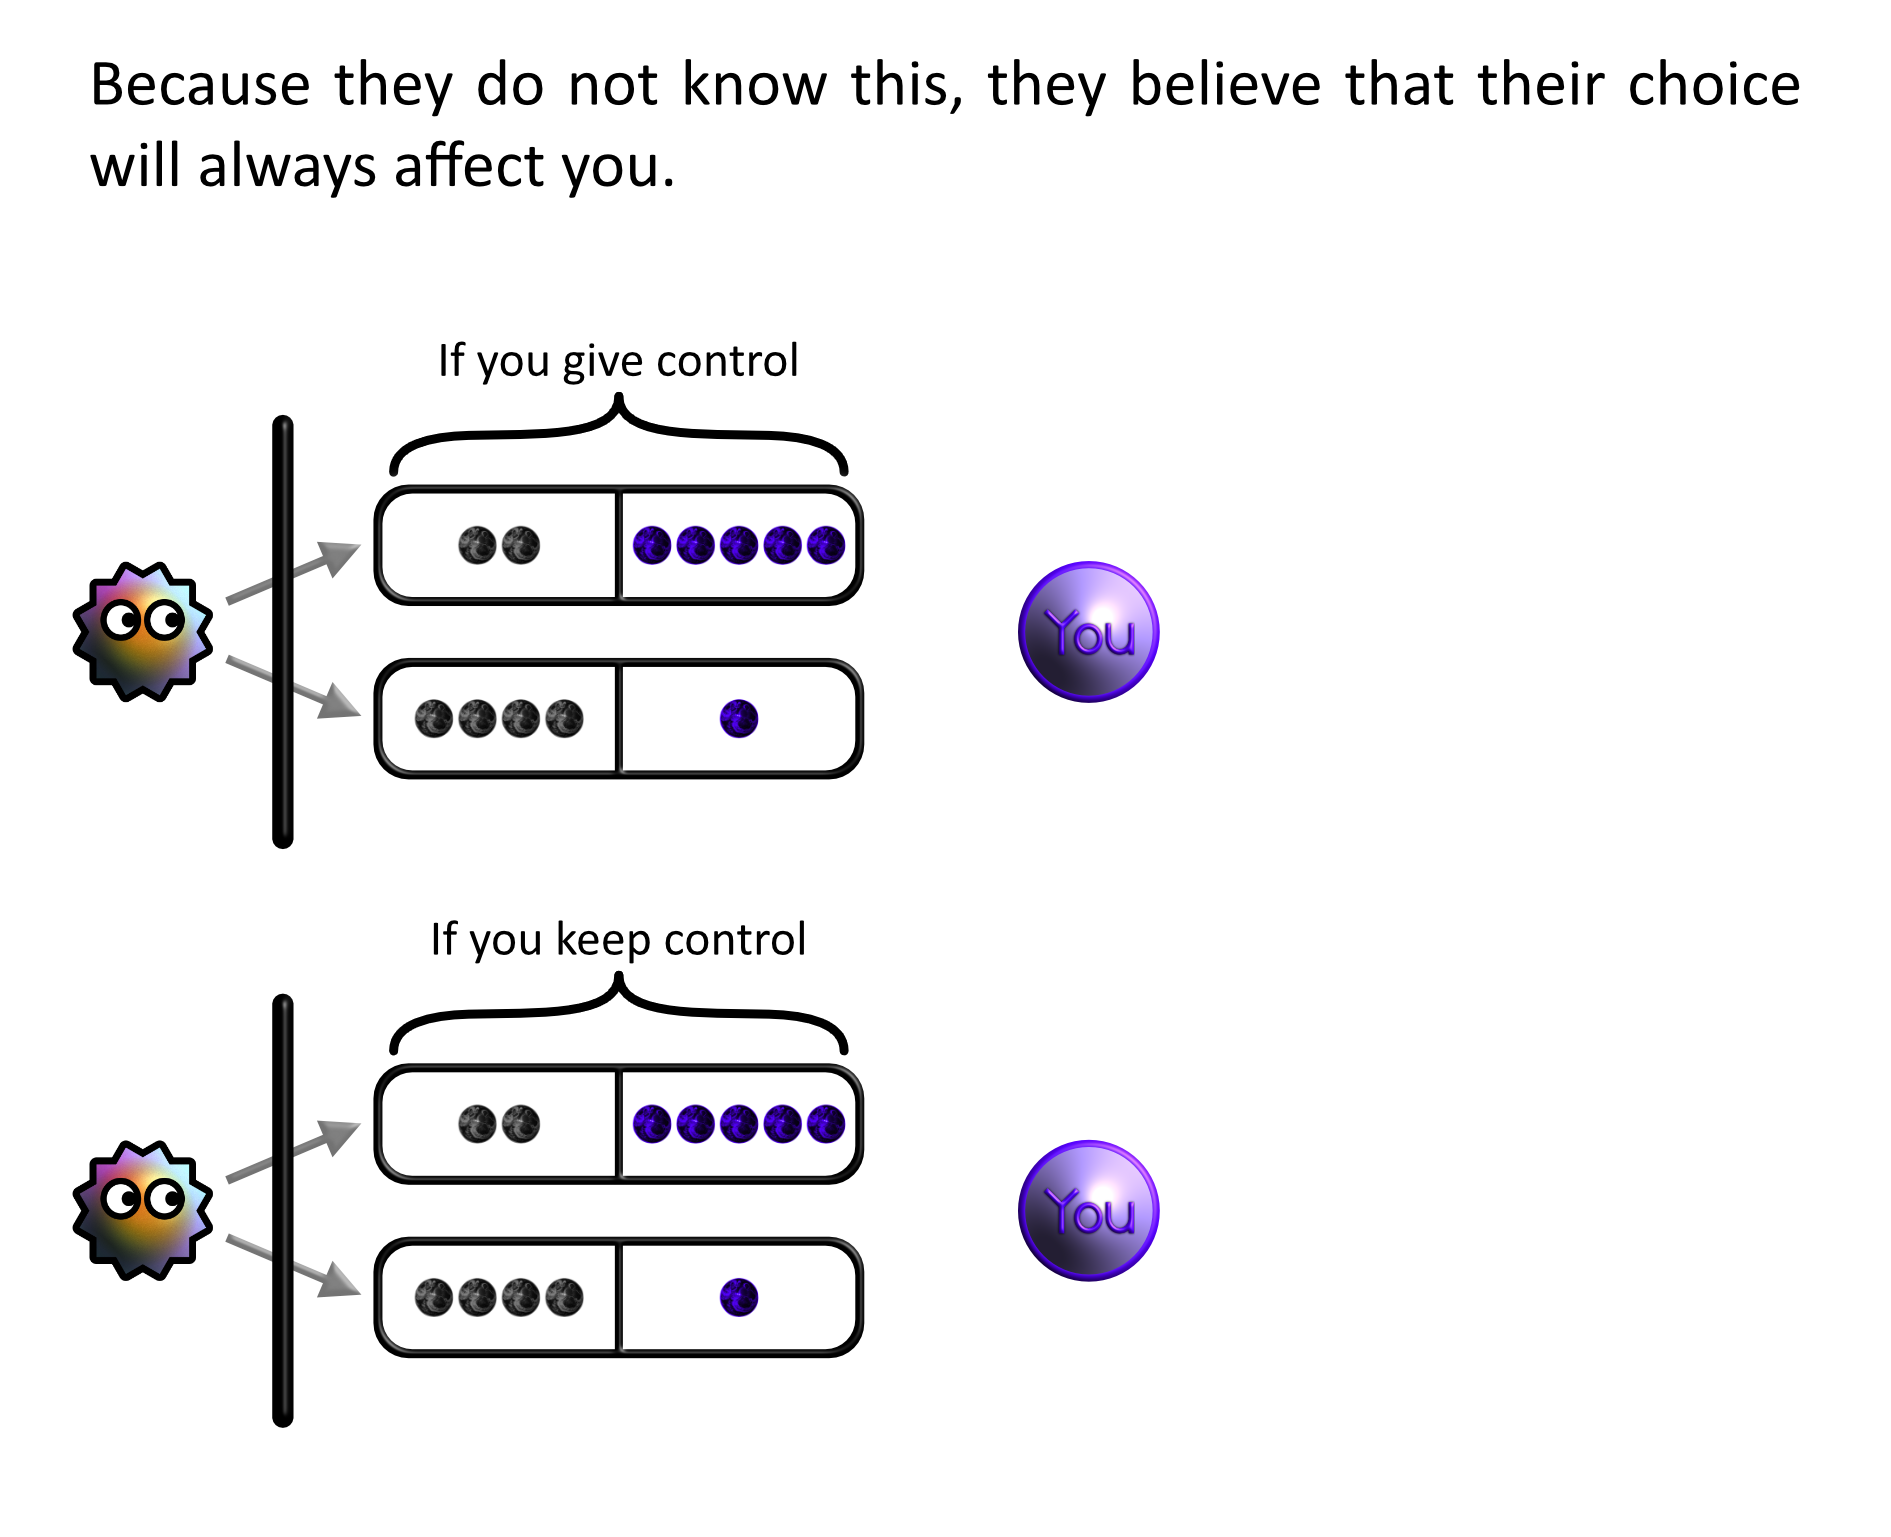 Because they do not know this, they believe that their choice
will always affect you.
If you give control
You
If you keep control
You